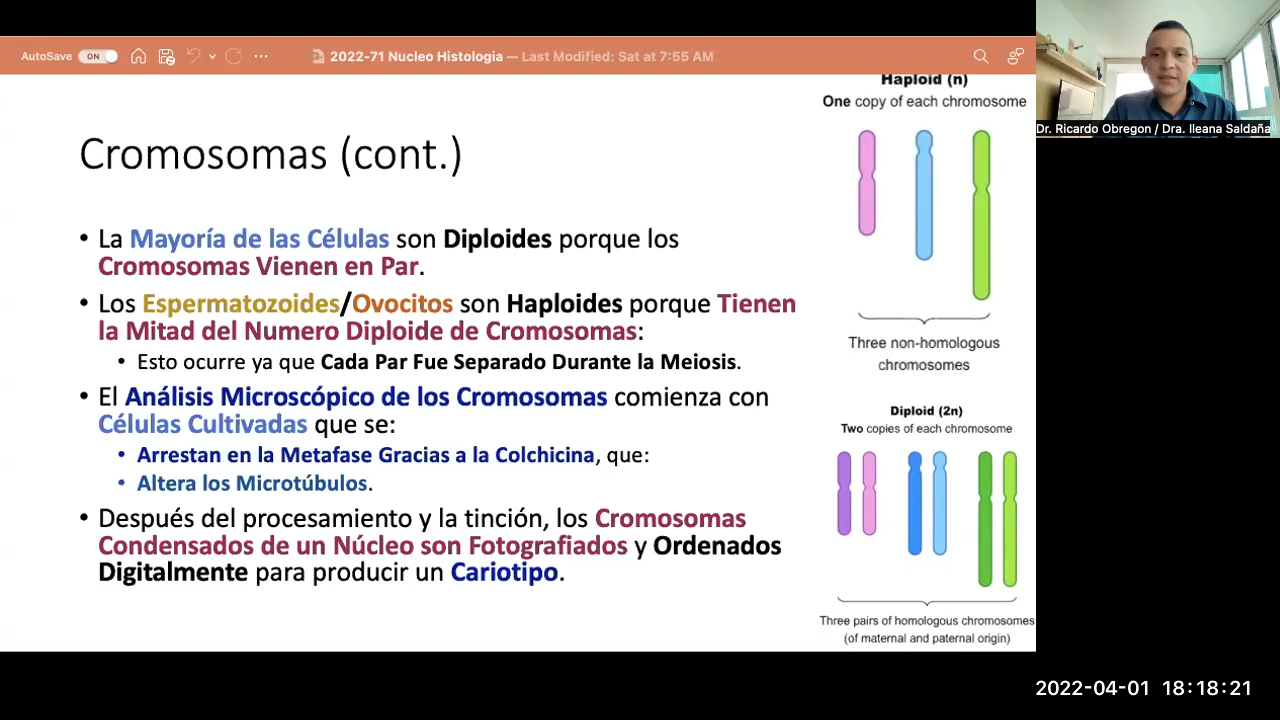 AutoSave ON ... 2022-71 Nucleo Histologia — Last Modified: Sat at 7:55 AM
Dr. Ricardo Obregon / Dra. Ileana Saldaña
Cromosomas (cont.)
• La Mayoría de las Células son Diploides porque los
Cromosomas Vienen en Par.
• Los Espermatozoides/Ovocitos son Haploides porque Tienen
la Mitad del Numero Diploide de Cromosomas:
• Esto ocurre ya que Cada Par Fue Separado Durante la Meiosis.
• El Análisis Microscópico de los Cromosomas comienza con
Células Cultivadas que se:
• Arrestan en la Metafase Gracias a la Colchicina, que:
• Altera los Microtúbulos.
• Después del procesamiento y la tinción, los Cromosomas
Condensados de un Núcleo son Fotografiados y Ordenados
Digitalmente para producir un Cariotipo.
Haploid (n)
One copy of each chromosome
Three non-homologous
chromosomes
Diploid (2n)
Two copies of each chromosome
Three pairs of homologous chromosomes
(of maternal and paternal origin)
2022-04-01 18:18:21